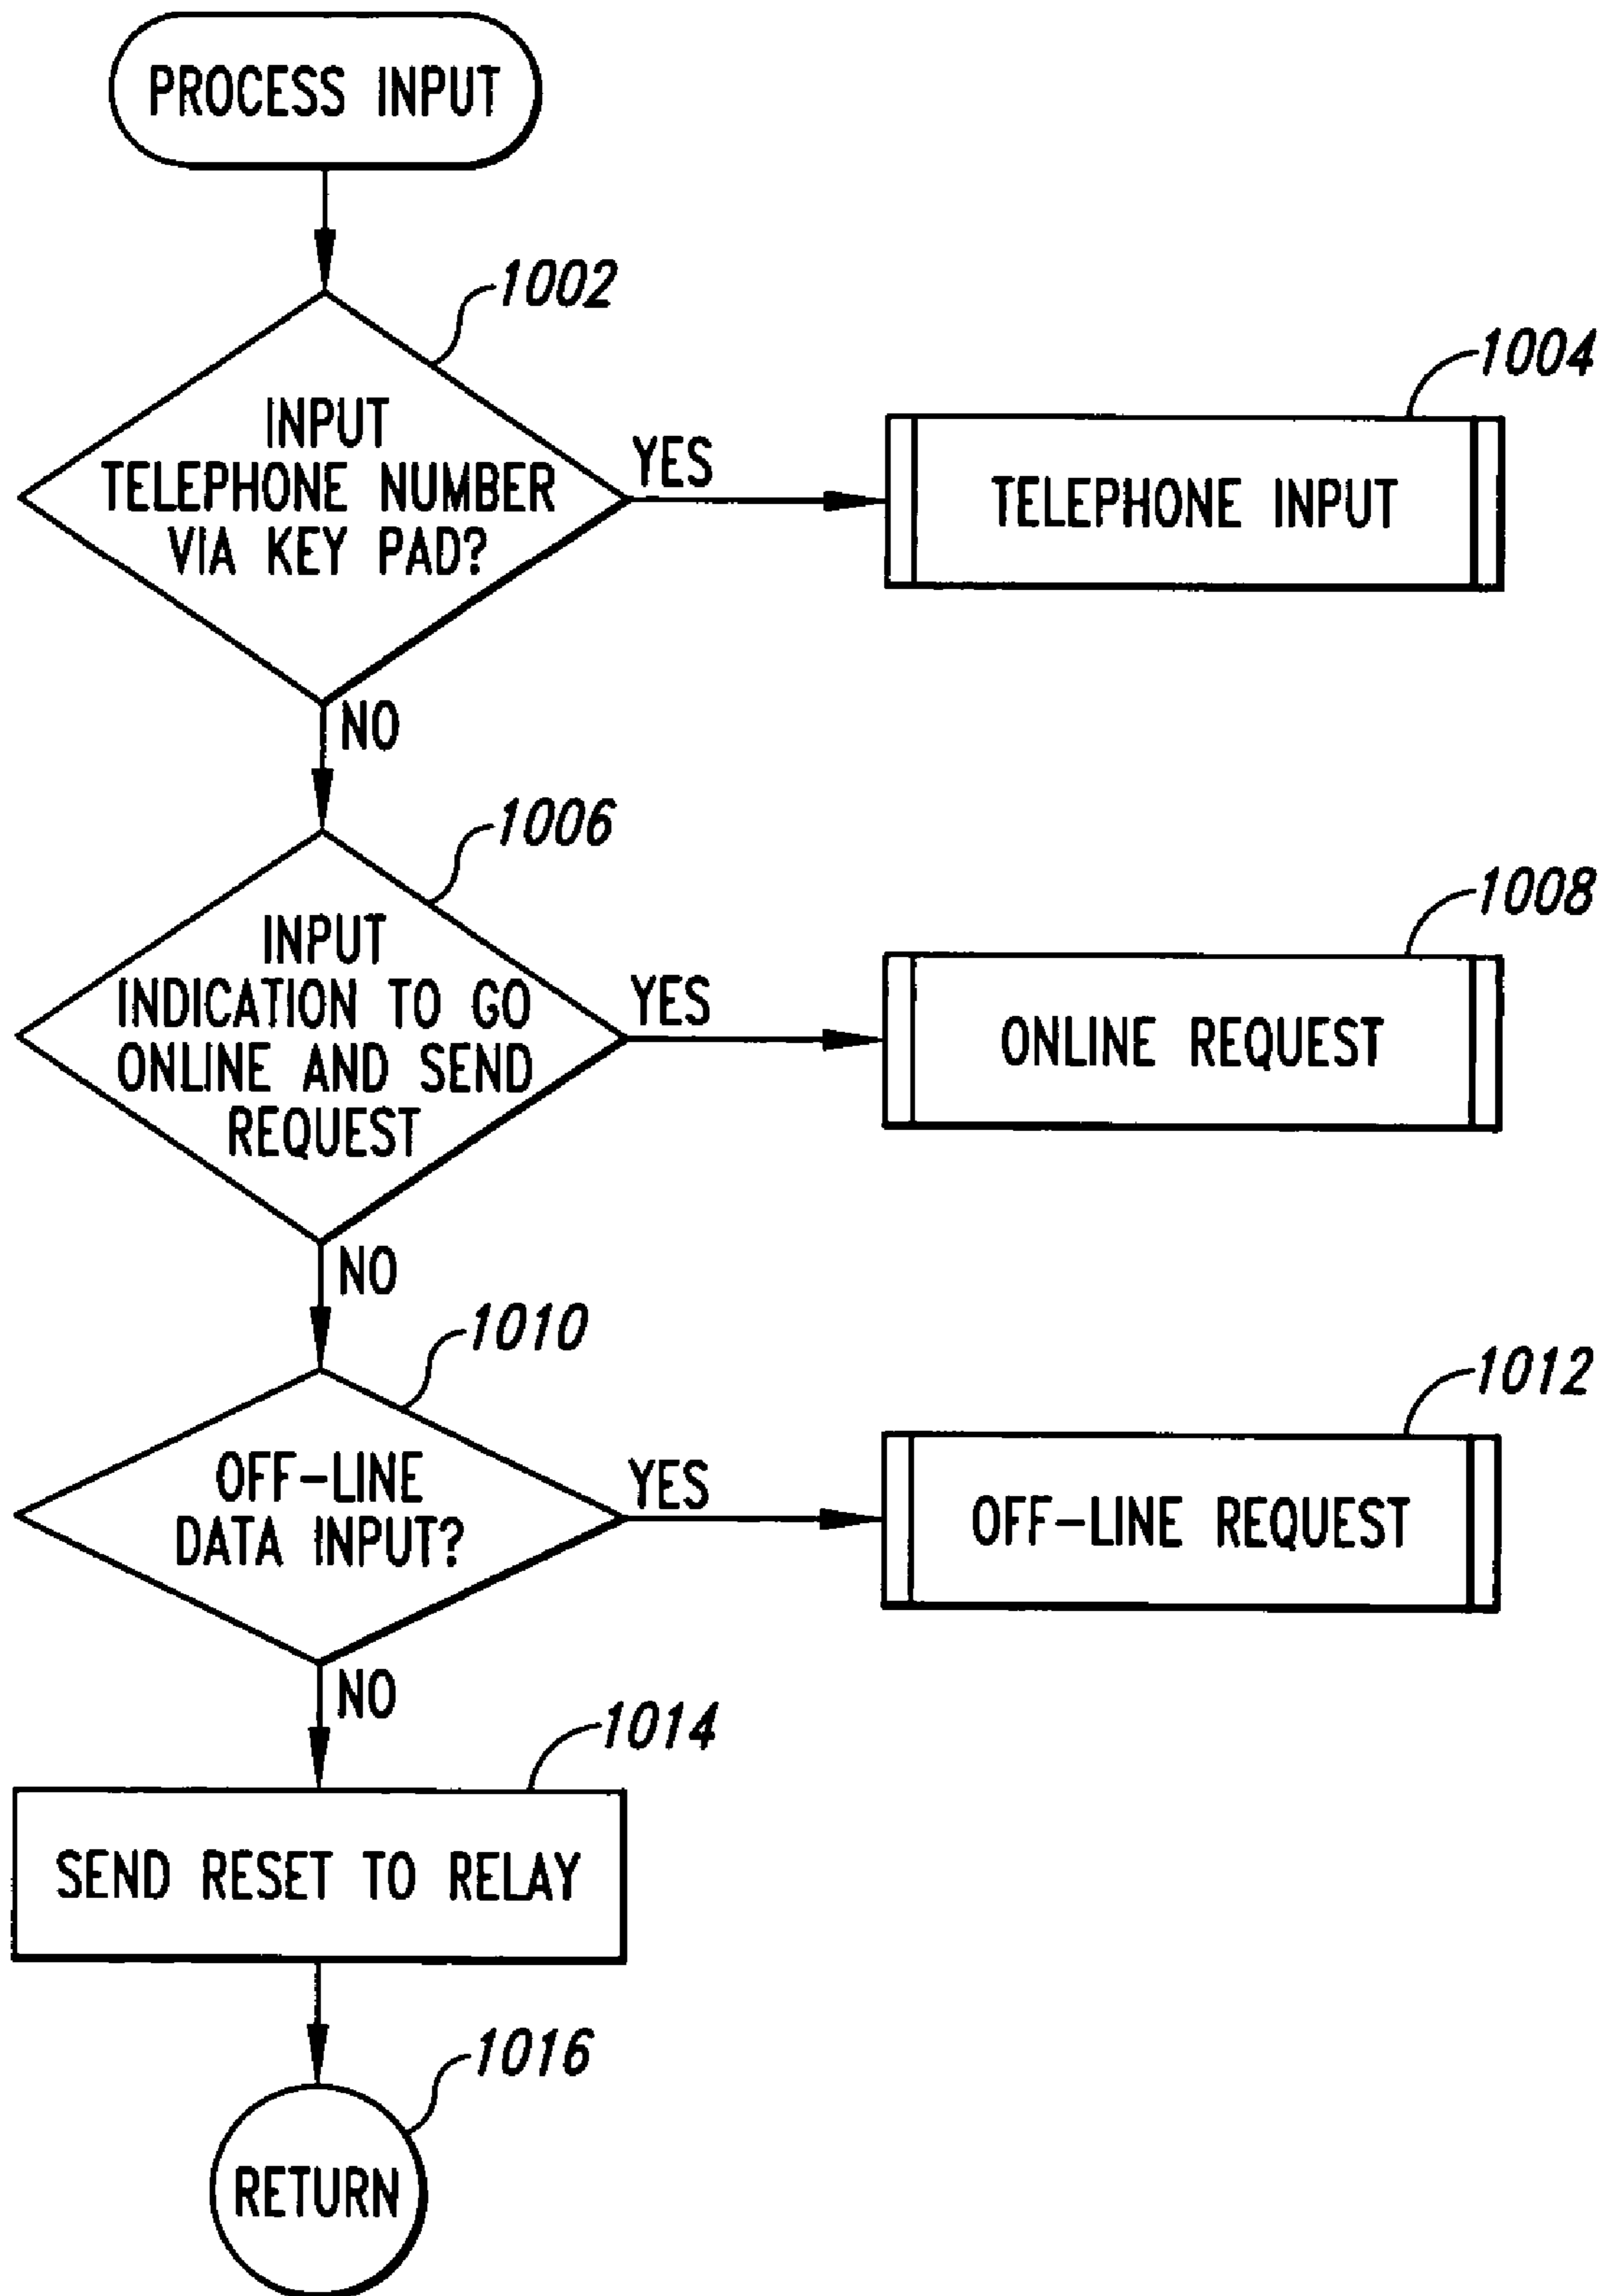 PROCESS INPUT
1002
INPUT
TELEPHONE NUMBER
VIA KEY PAD?
YES
1004
TELEPHONE INPUT
NO
1006
INPUT
INDICATION TO GO
ONLINE AND SEND
REQUEST
YES
1008
ONLINE REQUEST
NO
1010
OFF-LINE
DATA INPUT?
YES
1012
OFF-LINE REQUEST
NO
1014
SEND RESET TO RELAY
1016
RETURN